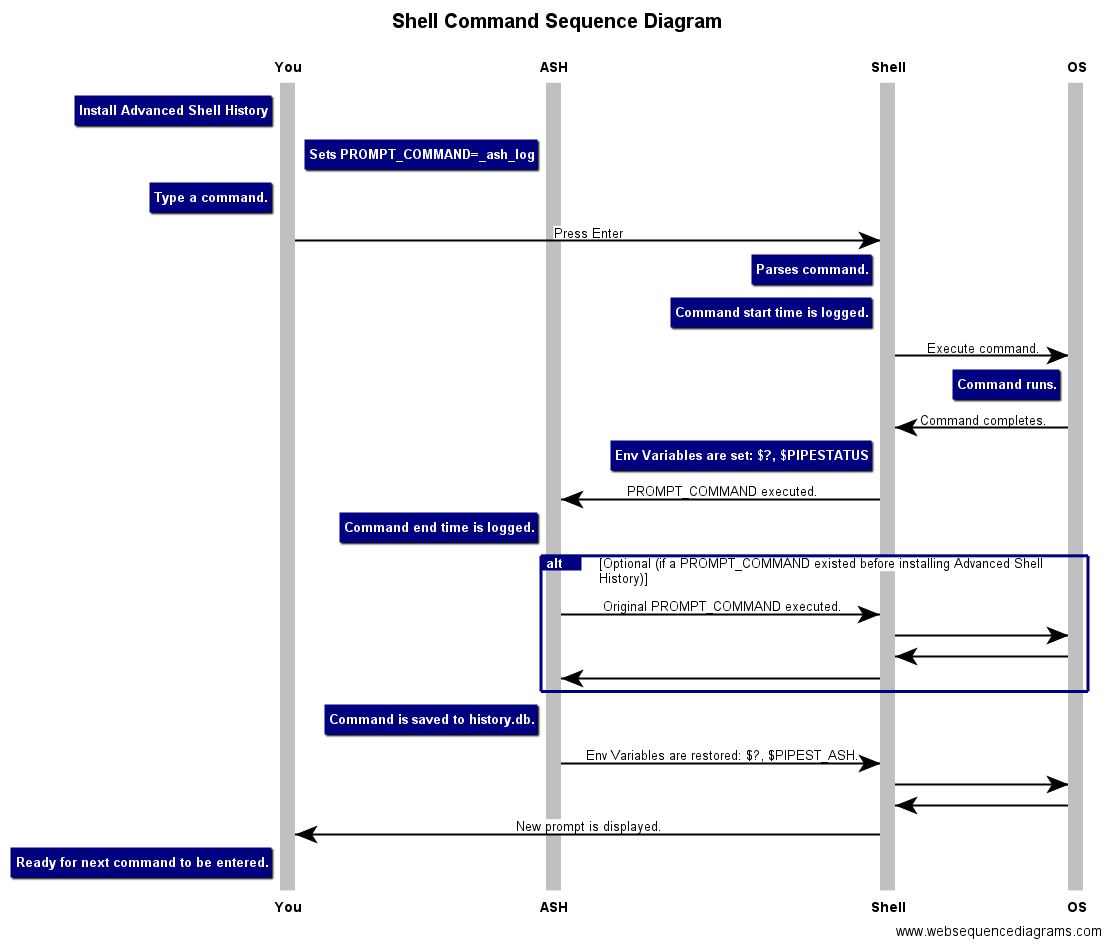 Shell Command Sequence Diagram
You
ASH
Shell
OS
Install Advanced Shell History
Sets PROMPT_COMMAND=_ash_log
Type a command.
Press Enter
Parses command.
Command start time is logged.
Execute command.
Command runs.
Command completes.
Env Variables are set: $?, $PIPESTATUS
PROMPT_COMMAND executed.
Command end time is logged.
alt
[Optional (if a PROMPT_COMMAND existed before installing Advanced Shell
History)]
Original PROMPT_COMMAND executed.
Command is saved to history.db.
Env Variables are restored: $?, $PIPEST_ASH.
New prompt is displayed.
Ready for next command to be entered.
You
ASH
Shell
OS
www.websequencediagrams.com